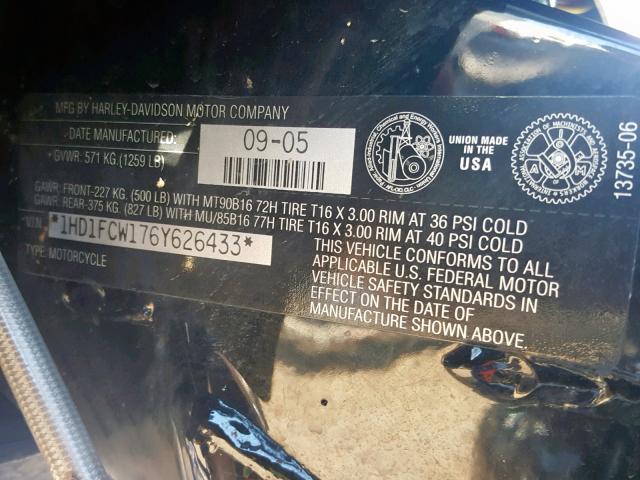 MFG BY HARLEY-DAVIDSON MOTOR COMPANY
DATE MANUFACTURED:
09-05
GVWR: 571 KG.(1259 LB)
UNION MADE
IN THE
USA
13735-06
GAWR: FRONT-227 KG. (500 LB) WITH MT90B16 72H TIRE T16 X 3.00 RIM AT 36 PSI COLD
GAWR: REAR-375 KG. (827 LB) WITH MU/85B16 77H TIRE T16 X 3.00 RIM AT 40 PSI COLD
VIN: *1HD1FCW176Y626433*
TYPE: MOTORCYCLE
THIS VEHICLE CONFORMS TO ALL
APPLICABLE U.S. FEDERAL MOTOR
VEHICLE SAFETY STANDARDS IN
EFFECT ON THE DATE OF
MANUFACTURE SHOWN ABOVE.